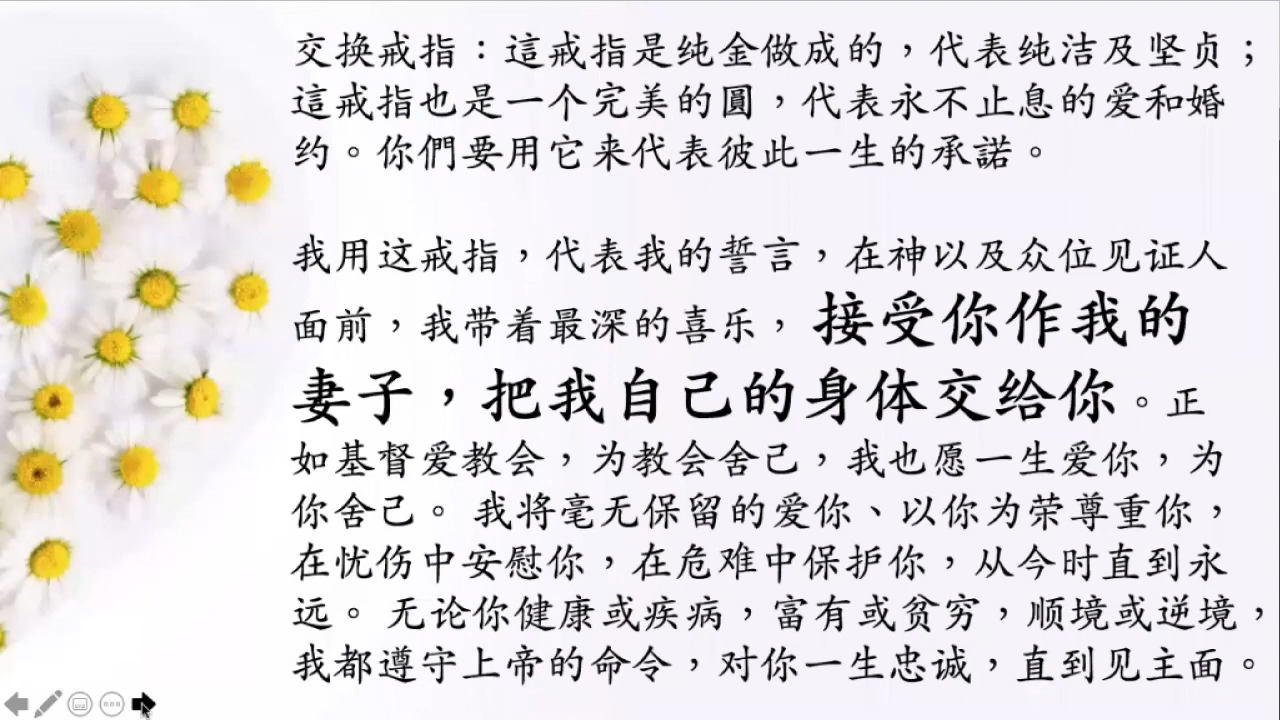 交换戒指：這戒指是纯金做成的，代表纯洁及坚贞；
這戒指也是一个完美的圓，代表永不止息的爱和婚
约。你們要用它来代表彼此一生的承諾。
我用这戒指，代表我的誓言，在神以及众位见证人
面前，我带着最深的喜乐，接受你作我的
妻子，把我自己的身体交给你。正
如基督爱教会，为教会舍己，我也愿一生爱你，为
你舍己。 我将毫无保留的爱你、以你为荣尊重你，
在忧伤中安慰你，在危难中保护你，从今时直到永
远。 无论你健康或疾病，富有或贫穷，顺境或逆境，
我都遵守上帝的命令，对你一生忠诚，直到见主面。